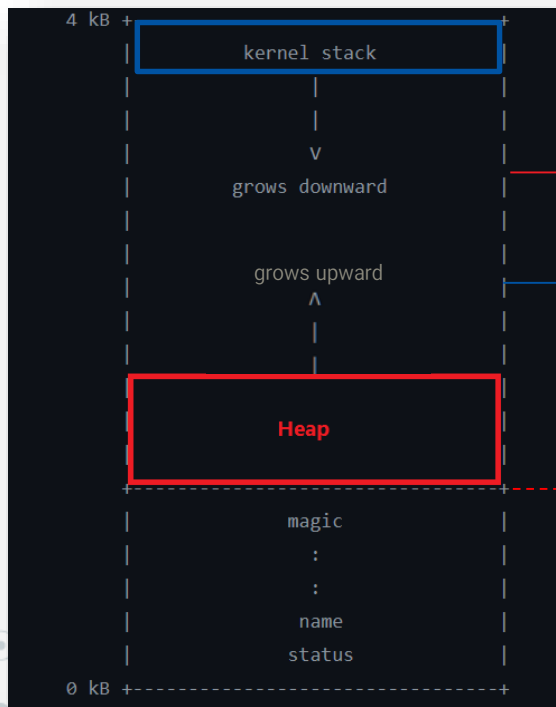 4 kB +---------------------------------+
| kernel stack |
| | |
| | |
| V |
| grows downward |
| |
| |
grows upward
| ^ |
| | |
| | |
| |
| Heap |
| |
+---------------------------------+
| magic |
| : |
| : |
| name |
| status |
0 kB +---------------------------------+